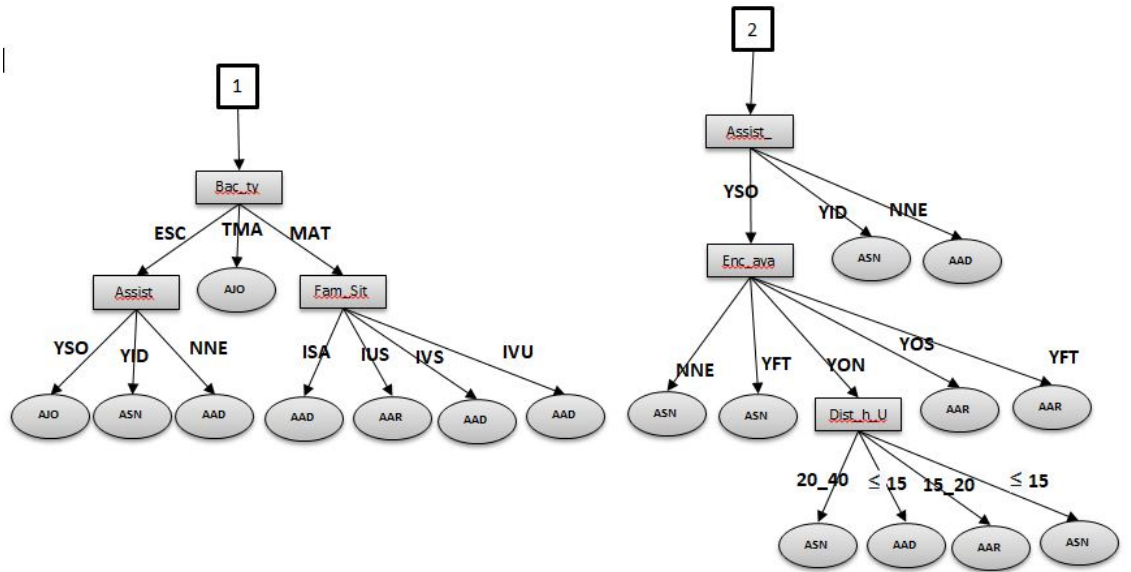 1
Bac_ty
ESC TMA MAT
Assist AJO Fam_Sit
YSO YID NNE ISA IUS IVS IVU
AJO ASN AAD AAD AAR AAD AAD
2
Assist_
YSO YID NNE
Enc_ava ASN AAD
NNE YFT YON YOS YFT
ASN ASN Dist_h_U AAR AAR
20_40 ≤ 15 15_20 ≤ 15
ASN AAD AAR ASN